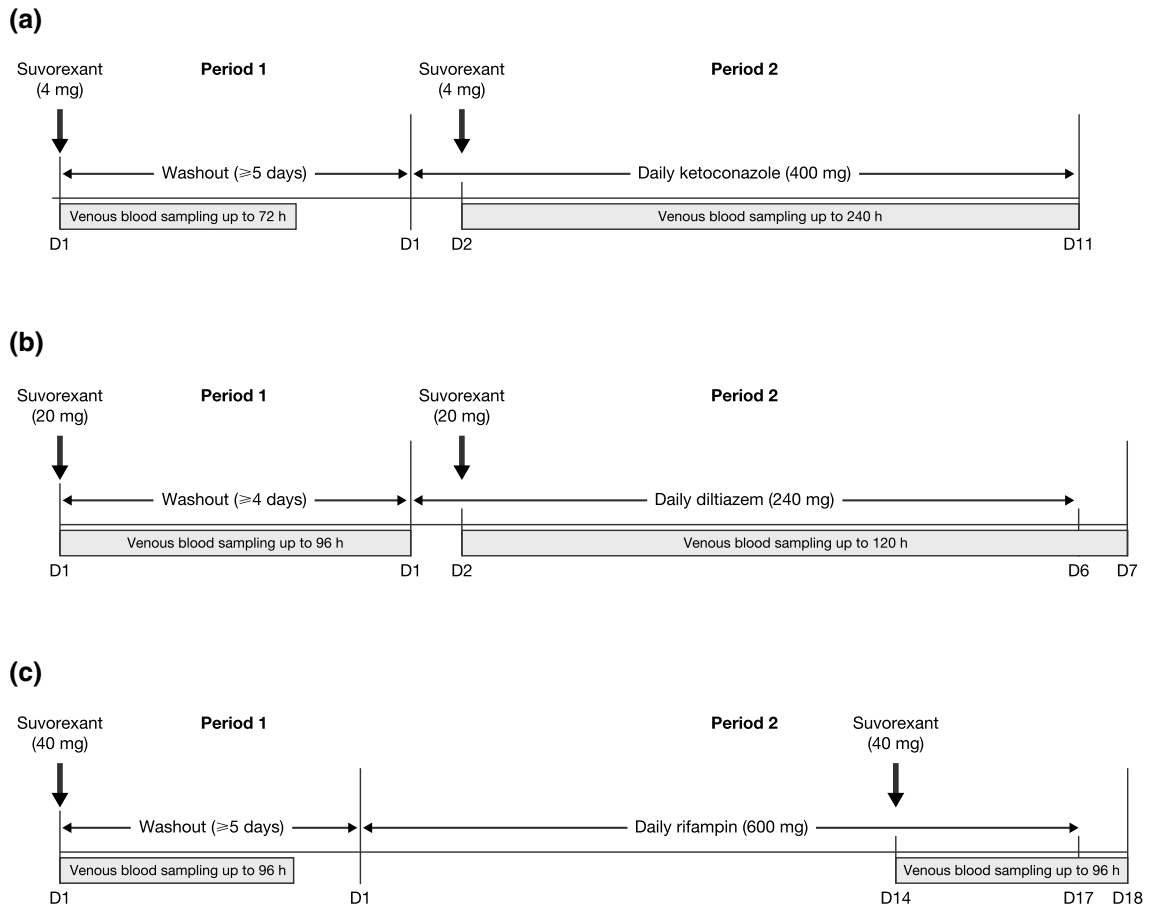 (a)
Suvorexant
(4 mg)
Period 1
Suvorexant
(4 mg)
Period 2
Washout (⩾5 days)
Daily ketoconazole (400 mg)
Venous blood sampling up to 72 h
Venous blood sampling up to 240 h
D1
D1
D2
D11
(b)
Suvorexant
(20 mg)
Period 1
Suvorexant
(20 mg)
Period 2
Washout (⩾4 days)
Daily diltiazem (240 mg)
Venous blood sampling up to 96 h
Venous blood sampling up to 120 h
D1
D1
D2
D6
D7
(c)
Suvorexant
(40 mg)
Period 1
Period 2
Suvorexant
(40 mg)
Washout (⩾5 days)
Daily rifampin (600 mg)
Venous blood sampling up to 96 h
Venous blood sampling up to 96 h
D1
D1
D14
D17
D18